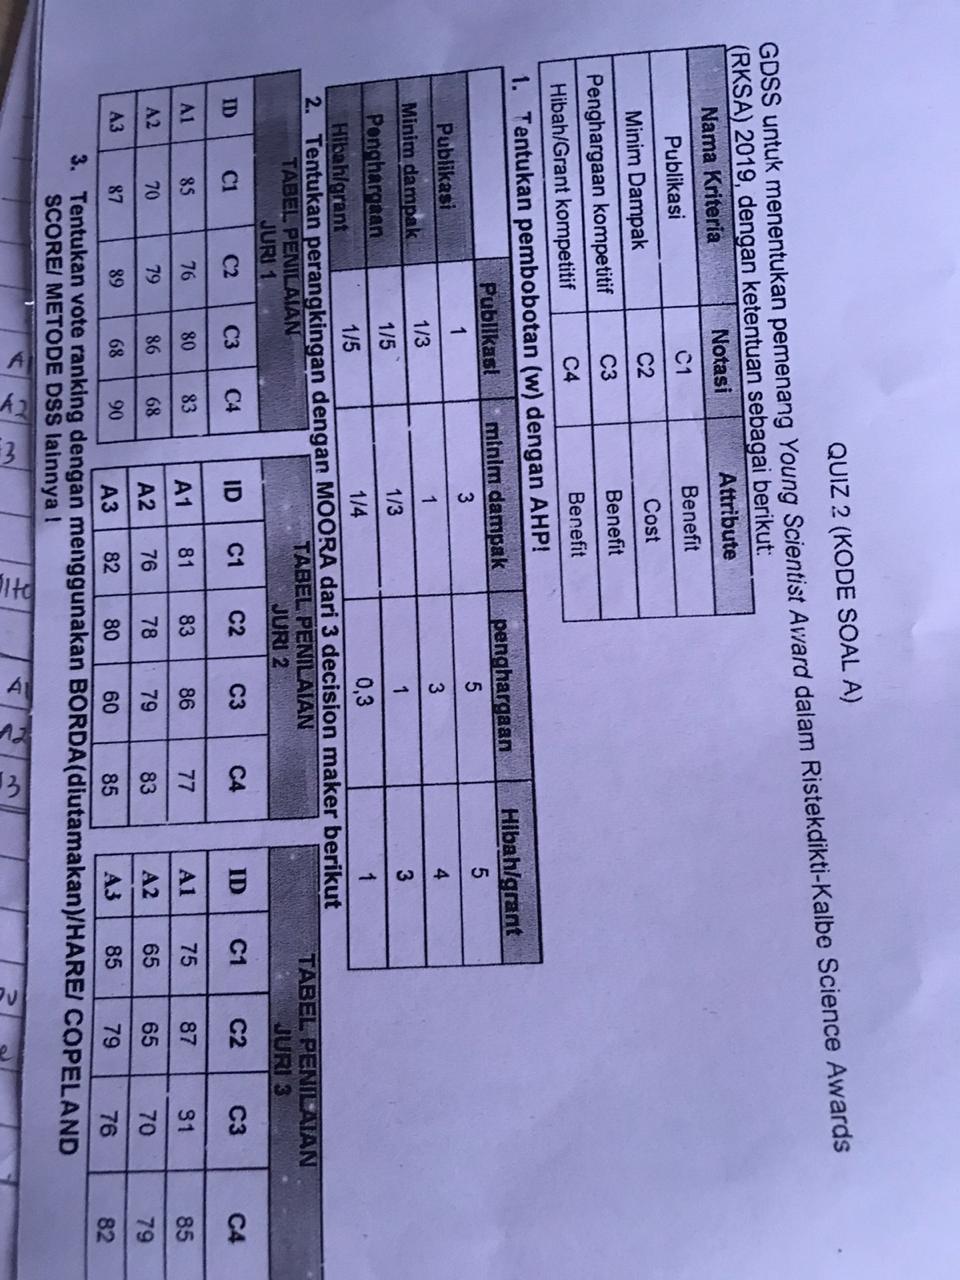 QUIZ 2 (KODE SOAL A)
GDSS untuk menentukan pemenang Young Scientist Award dalam Ristekdikti-Kalbe Science Awards
(RKSA) 2019, dengan ketentuan sebagai berikut:
Nama Kriteria Notasi Attribute
Publikasi C1 Benefit
Minim Dampak C2 Cost
Penghargaan kompetitif C3 Benefit
Hibah/Grant kompetitif C4 Benefit
1. Tentukan pembobotan (w) dengan AHP!
Publikasi minim dampak penghargaan Hibah/grant
Publikasi 1 3 5 5
Minim dampak 1/3 1 3 4
Penghargaan 1/5 1/3 1 3
Hibah/grant 1/5 1/4 0,3 1
2. Tentukan perangkingan dengan MOORA dari 3 decision maker berikut
TABEL PENILAIAN
JURI 1
ID C1 C2 C3 C4
A1 85 76 80 83
A2 70 79 86 68
A3 87 89 68 90
TABEL PENILAIAN
JURI 2
ID C1 C2 C3 C4
A1 81 83 86 77
A2 76 78 79 83
A3 82 80 60 85
TABEL PENILAIAN
JURI 3
ID C1 C2 C3 C4
A1 75 87 91 85
A2 65 65 70 79
A3 85 79 76 82
3. Tentukan vote ranking dengan menggunakan BORDA(diutamakan)/HARE/ COPELAND
SCORE/ METODE DSS lainnya !
A1
A2
3
A1
A2
3